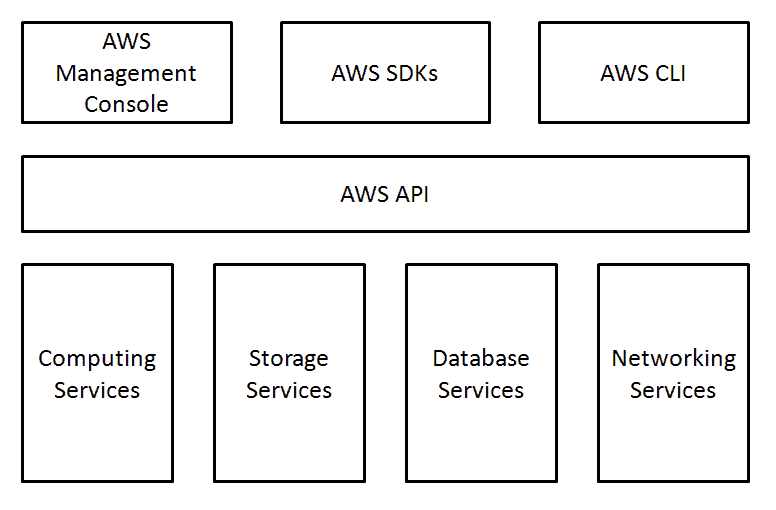 AWS
Management
Console
AWS SDKs
AWS CLI
AWS API
Computing
Services
Storage
Services
Database
Services
Networking
Services